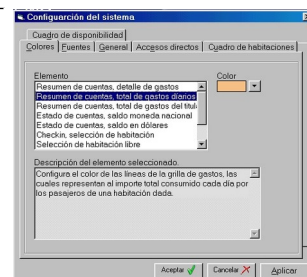 Configuarción del sistema
Cuadro de disponibilidad
Colores
Fuentes
General
Accesos directos
Cuadro de habitaciones
Elemento
Color
Resumen de cuentas, detalle de gastos
Resumen de cuentas, total de gastos diarios
Resumen de cuentas, total de gastos del titul
Estado de cuentas, saldo moneda nacional
Estado de cuentas, saldo en dólares
Checkin, selección de habitación
Selección de habitación libre
Descripción del elemento seleccionado.
Configura el color de las líneas de la grilla de gastos, las
cuales representan al importe total consumido cada día por
los pasajeros de una habitación dada.
Aceptar
Cancelar
Aplicar